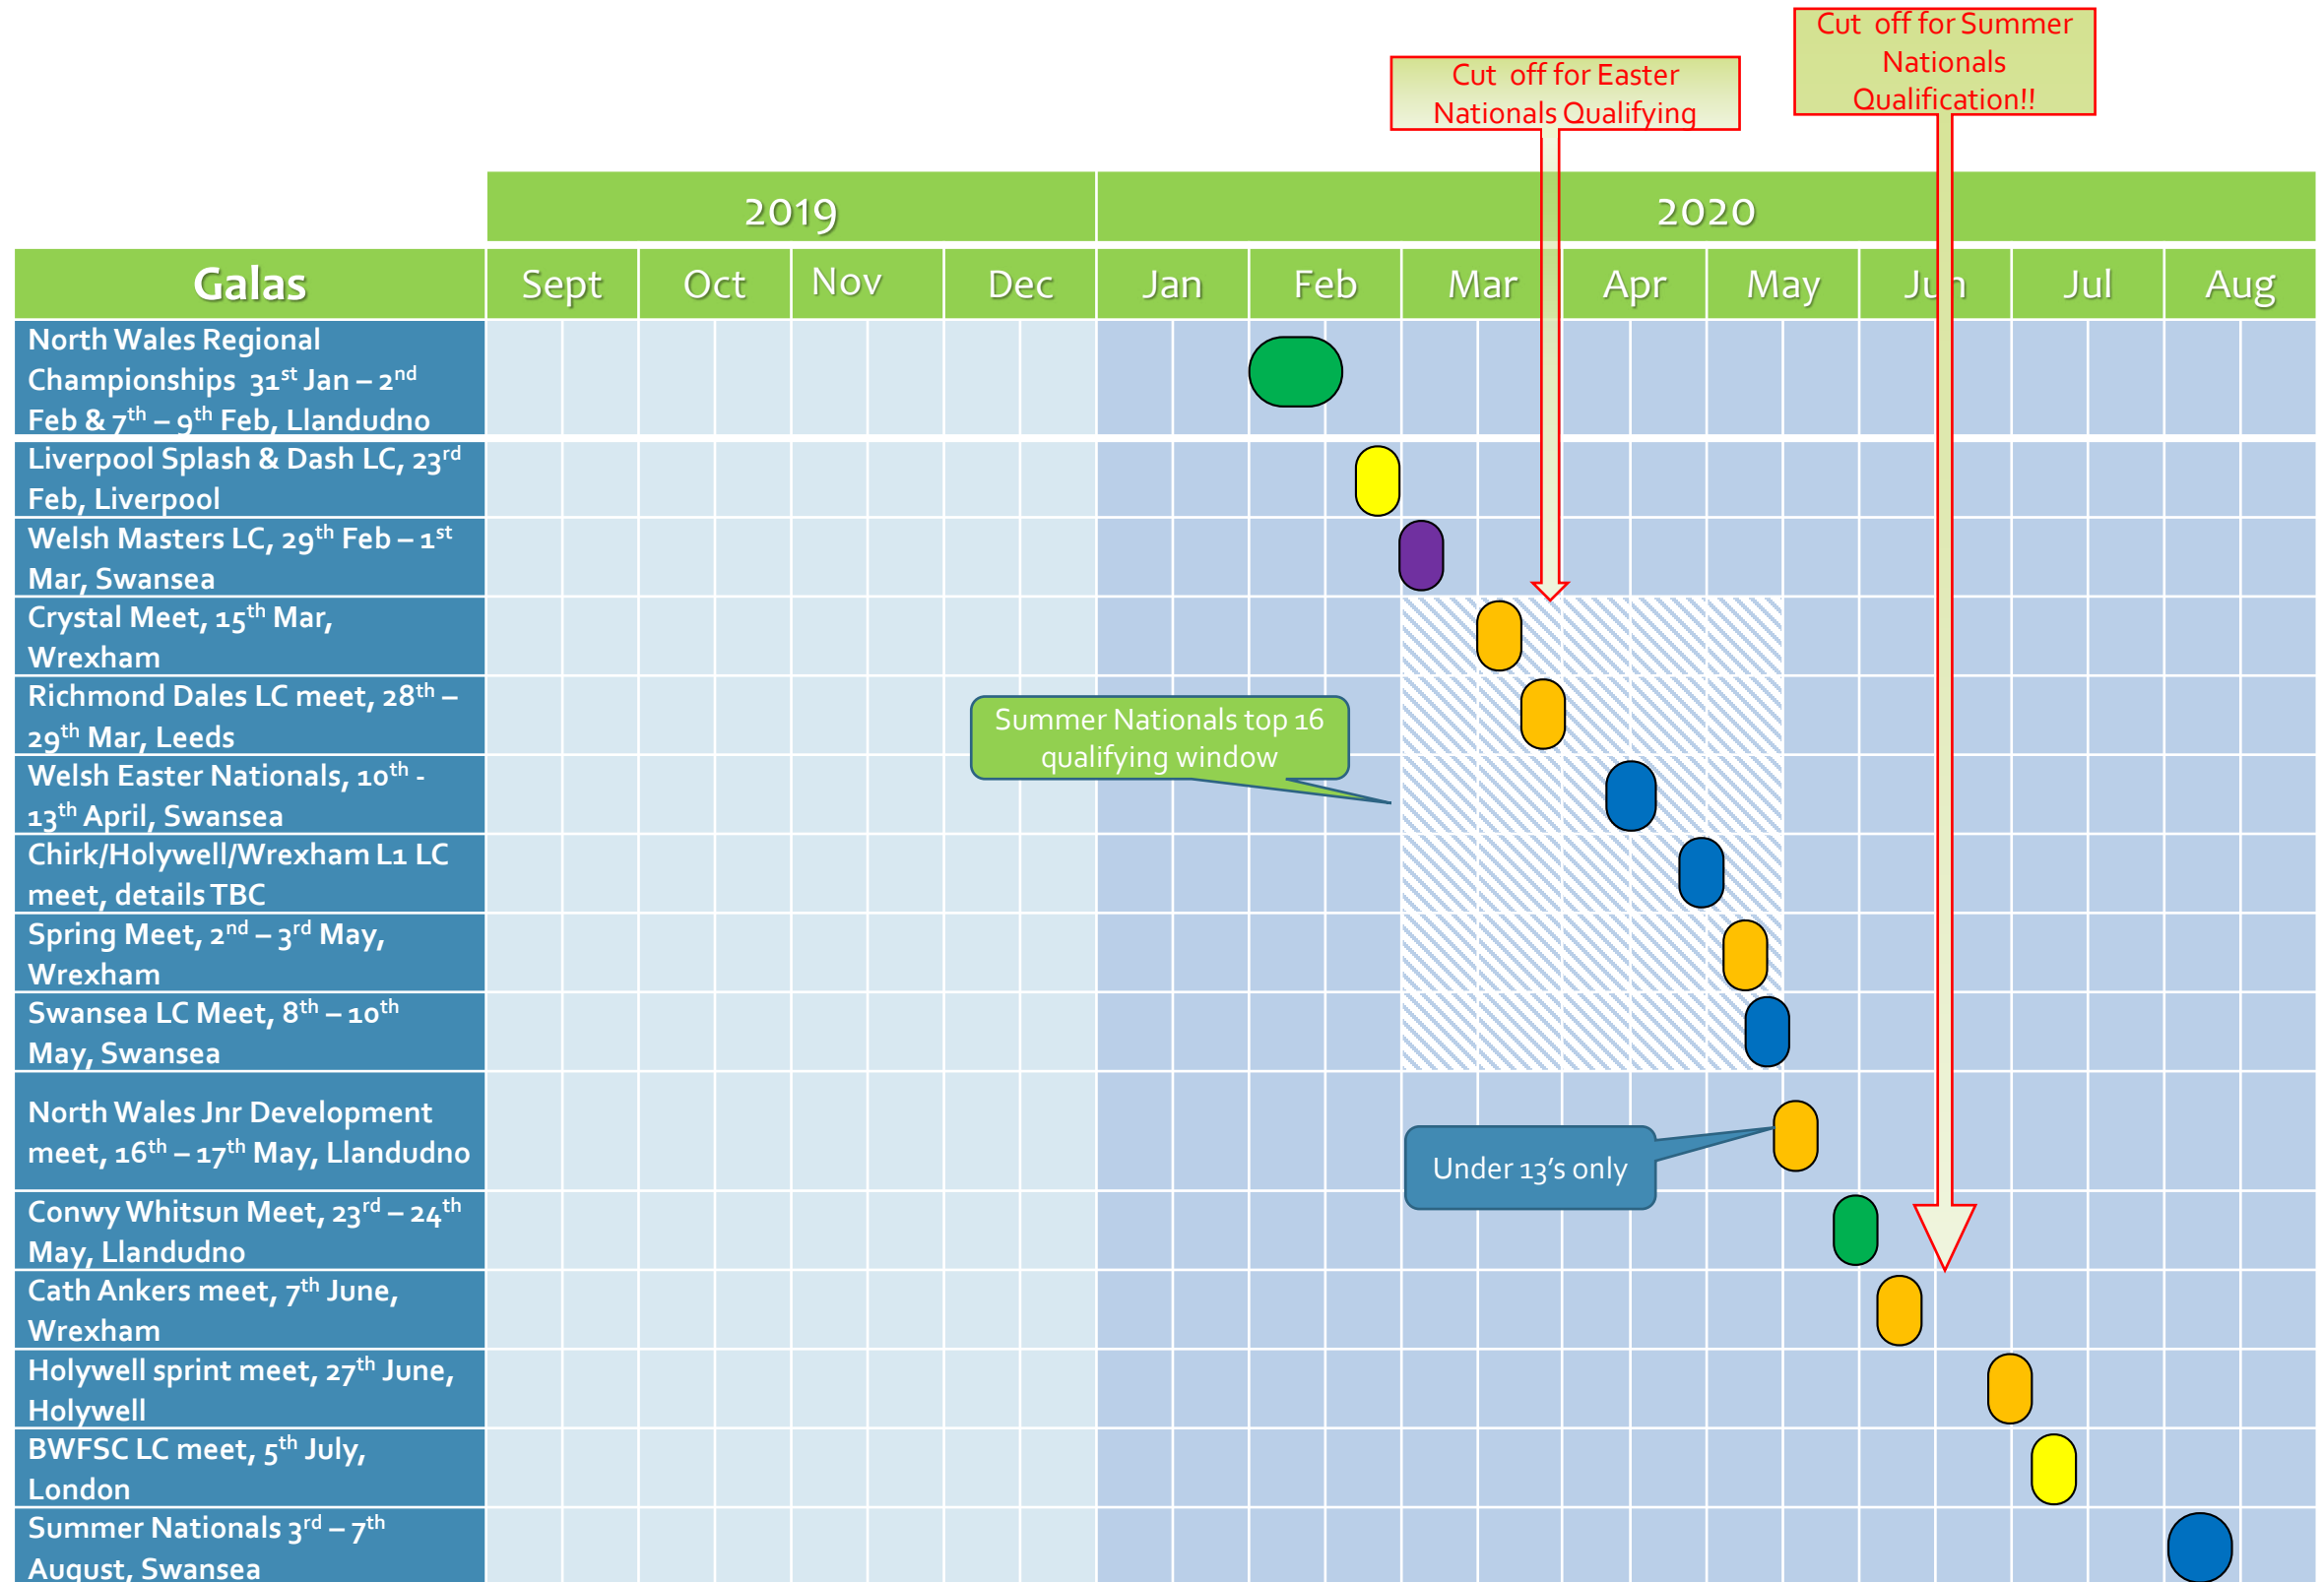 Cut off for Summer
Nationals
Qualification!!
Cut off for Easter
Nationals Qualifying
2019 2020
Galas Sept Oct Nov Dec Jan Feb Mar Apr May Jun Jul Aug
North Wales Regional
Championships 31st Jan – 2nd
Feb & 7th – 9th Feb, Llandudno
Liverpool Splash & Dash LC, 23rd
Feb, Liverpool
Welsh Masters LC, 29th Feb – 1st
Mar, Swansea
Crystal Meet, 15th Mar,
Wrexham
Richmond Dales LC meet, 28th –
29th Mar, Leeds
Summer Nationals top 16
qualifying window
Welsh Easter Nationals, 10th -
13th April, Swansea
Chirk/Holywell/Wrexham L1 LC
meet, details TBC
Spring Meet, 2nd – 3rd May,
Wrexham
Swansea LC Meet, 8th – 10th
May, Swansea
North Wales Jnr Development
meet, 16th – 17th May, Llandudno
Under 13's only
Conwy Whitsun Meet, 23rd – 24th
May, Llandudno
Cath Ankers meet, 7th June,
Wrexham
Holywell sprint meet, 27th June,
Holywell
BWFSC LC meet, 5th July,
London
Summer Nationals 3rd – 7th
August, Swansea